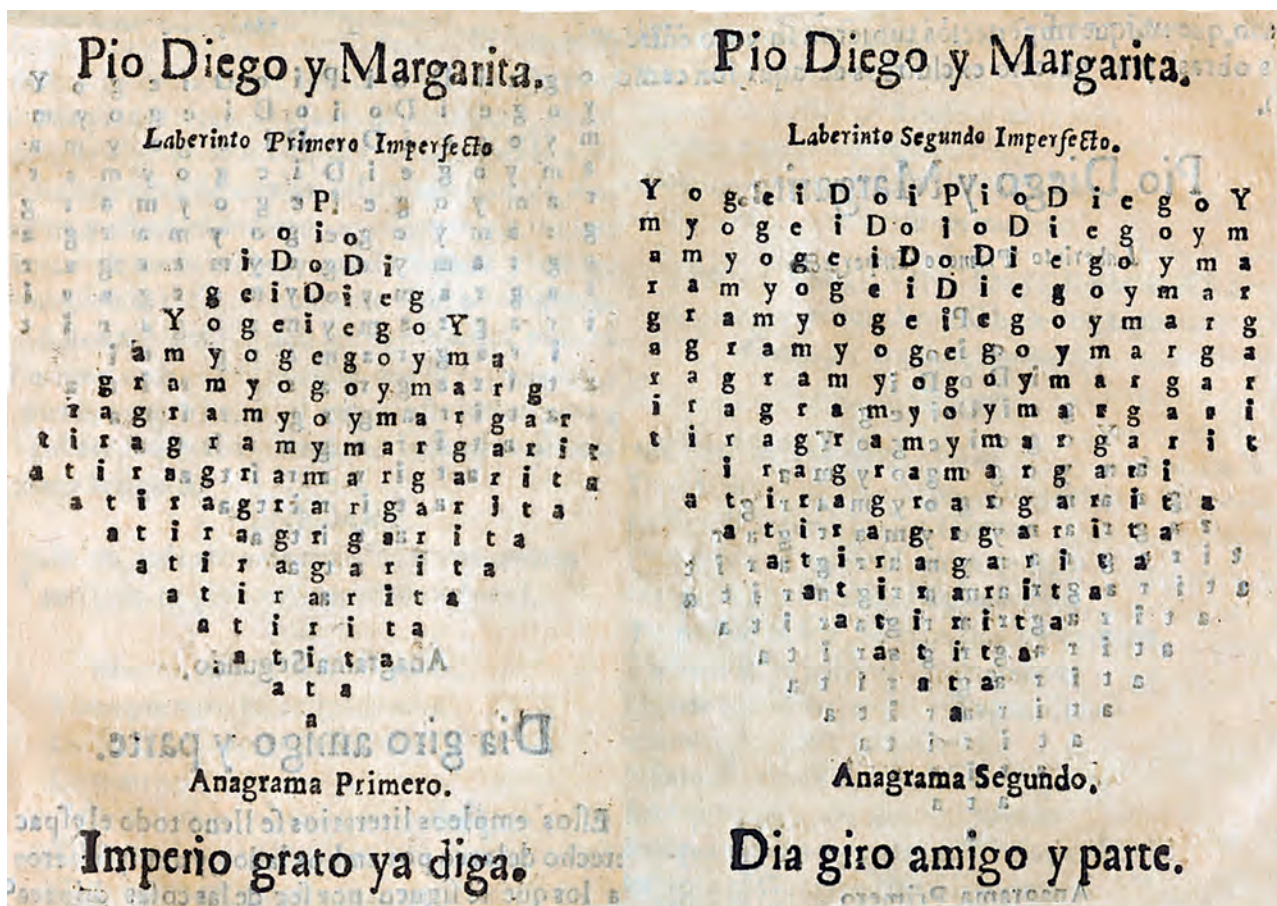 Pio Diego y Margarita.
Laberinto Primero Imperfecto
P
o i o
i D o D i
g e i D i e g
Y o g e i e g o Y
a m y o g e g o y m a
g r a m y o g o y m a r g
r a g r a m y o y m a r g a r
t i r a g r a m y m a r g a r i t
a t i r a g r a m a r g a r i t a
a t i r a g r a r g a r i t a
a t i r a g r g a r i t a
a t i r a g a r i t a
a t i r a r i t a
a t i r i t a
a t i t a
a t a
a
Anagrama Primero.
Imperio grato ya diga.
Pio Diego y Margarita.
Laberinto Segundo Imperfecto.
Y o g e i D o i P i o D i e g o Y
m y o g e i D o i o D i e g o y m
a m y o g e i D o D i e g o y m a
r a m y o g e i D i e g o y m a r
g r a m y o g e i e g o y m a r g
a g r a m y o g e g o y m a r g a
r a g r a m y o g o y m a r g a r
i r a g r a m y o y m a r g a r i
t i r a g r a m y m a r g a r i t
i r a g r a m a r g a r i
a t i r a g r a r g a r i t a
a t i r a g r g a r i t a
a t i r a g a r i t a
a t i r a r i t a
a t i r i t a
a t i t a
a t a
a
Anagrama Segundo.
Dia giro amigo y parte.